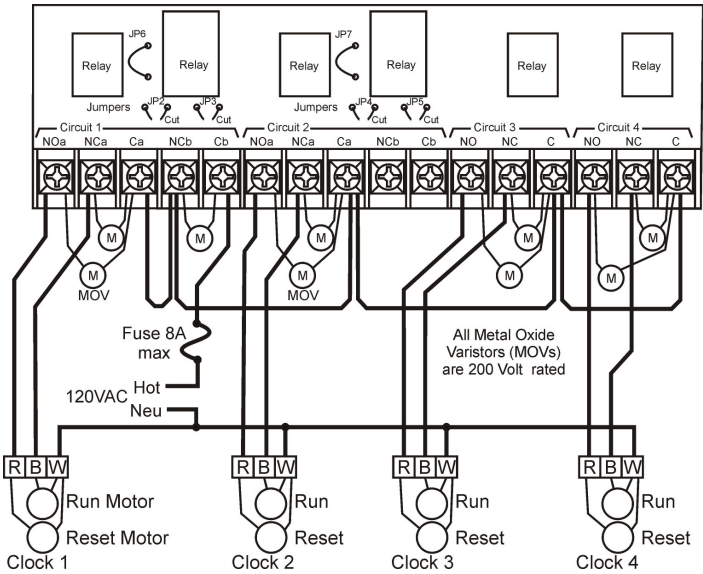 JP6 JP7
Relay Relay Relay Relay Relay Relay
Jumpers JP2 JP3 Jumpers JP4 JP5
Cut Cut Cut Cut
Circuit 1 Circuit 2 Circuit 3 Circuit 4
NOa NCa Ca NCb Cb NOa NCa Ca NCb Cb NO NC C NO NC C
M M M M
M M M M
MOV MOV
Fuse 8A
max
All Metal Oxide
Varistors (MOVs)
are 200 Volt rated
120VAC Hot
Neu
R B W R B W R B W R B W
Run Motor Run Run Run
Reset Motor Reset Reset Reset
Clock 1 Clock 2 Clock 3 Clock 4